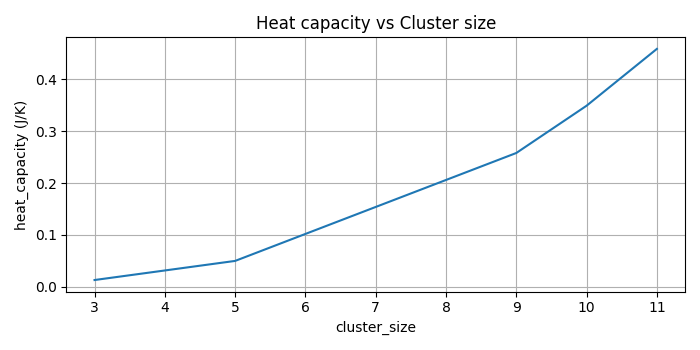 Heat capacity vs Cluster size
heat_capacity (J/K)
0.4
0.3
0.2
0.1
0.0
3 4 5 6 7 8 9 10 11
cluster_size